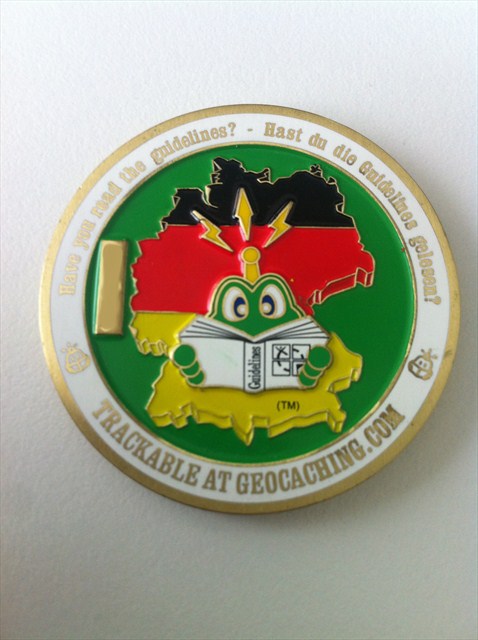 Have you read the guidelines? - Hast du die Guidelines gelesen?
Guidelines
(TM)
TRACKABLE AT GEOCACHING.COM